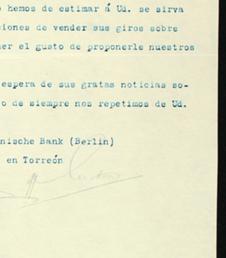 hemos de estimar á Ud. se sirva
ciones de vender sus giros sobre
er el gusto de proponerle nuestros
espera de sus gratas noticias so-
o de siempre nos repetimos de Ud.
nische Bank (Berlin)
en Torreón